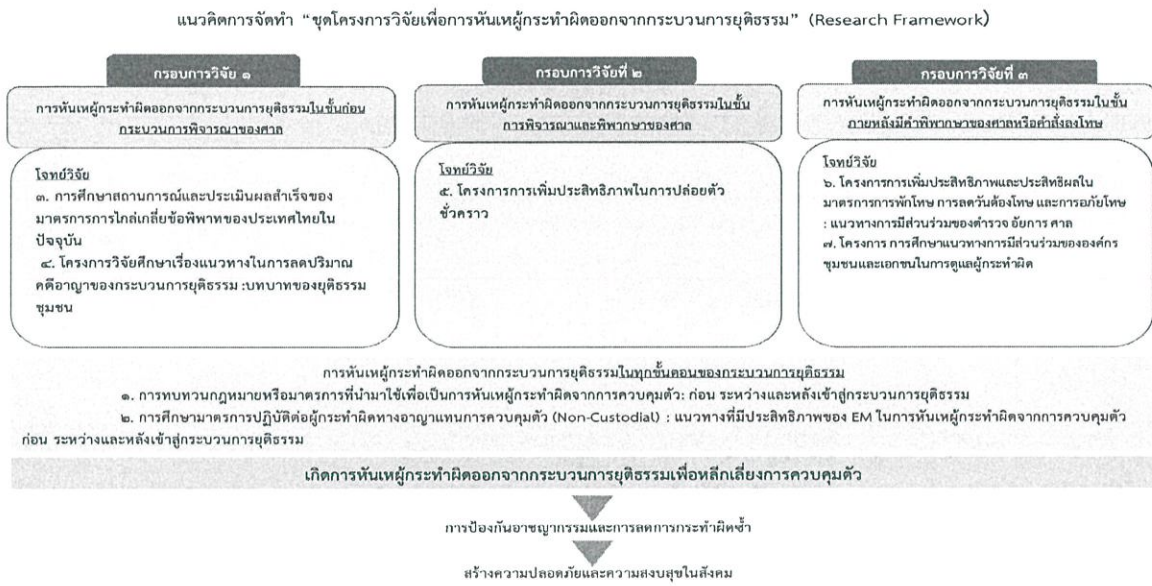 แนวคิดการจัดทำ “ชุดโครงการวิจัยเพื่อการหันเหผู้กระทำผิดออกจากกระบวนการยุติธรรม” (Research Framework)
กรอบการวิจัย ๑
การหันเหผู้กระทำผิดออกจากกระบวนการยุติธรรมในชั้นก่อน
กระบวนการพิจารณาของศาล
โจทย์วิจัย
๓. การศึกษาสถานการณ์และประเมินผลสำเร็จของ
มาตรการการไกล่เกลี่ยข้อพิพาทของประเทศไทยใน
ปัจจุบัน
๔. โครงการวิจัยศึกษาเรื่องแนวทางในการลดปริมาณ
คดีอาญาของกระบวนการยุติธรรม :บทบาทของยุติธรรม
ชุมชน
กรอบการวิจัยที่ ๒
การหันเหผู้กระทำผิดออกจากกระบวนการยุติธรรมในชั้น
การพิจารณาและพิพากษาของศาล
โจทย์วิจัย
๕. โครงการการเพิ่มประสิทธิภาพในการปล่อยตัว
ชั่วคราว
กรอบการวิจัยที่ ๓
การหันเหผู้กระทำผิดออกจากกระบวนการยุติธรรมในชั้น
ภายหลังมีคำพิพากษาของศาลหรือคำสั่งลงโทษ
โจทย์วิจัย
๖. โครงการการเพิ่มประสิทธิภาพและประสิทธิผลใน
มาตรการการพักโทษ การลดวันต้องโทษ และการอภัยโทษ
: แนวทางการมีส่วนร่วมของตำรวจ อัยการ ศาล
๗. โครงการ การศึกษาแนวทางการมีส่วนร่วมขององค์กร
ชุมชนและเอกชนในการดูแลผู้กระทำผิด
การหันเหผู้กระทำผิดออกจากกระบวนการยุติธรรมในทุกขั้นตอนของกระบวนการยุติธรรม
๑. การทบทวนกฎหมายหรือมาตรการที่นำมาใช้เพื่อเป็นการหันเหผู้กระทำผิดจากการควบคุมตัว: ก่อน ระหว่างและหลังเข้าสู่กระบวนการยุติธรรม
๒. การศึกษามาตรการปฏิบัติต่อผู้กระทำผิดทางอาญาแทนการควบคุมตัว (Non-Custodial) : แนวทางที่มีประสิทธิภาพของ EM ในการหันเหผู้กระทำผิดจากการควบคุมตัว
ก่อน ระหว่างและหลังเข้าสู่กระบวนการยุติธรรม
เกิดการหันเหผู้กระทำผิดออกจากกระบวนการยุติธรรมเพื่อหลีกเลี่ยงการควบคุมตัว
การป้องกันอาชญากรรมและการลดการกระทำผิดซ้ำ
สร้างความปลอดภัยและความสงบสุขในสังคม